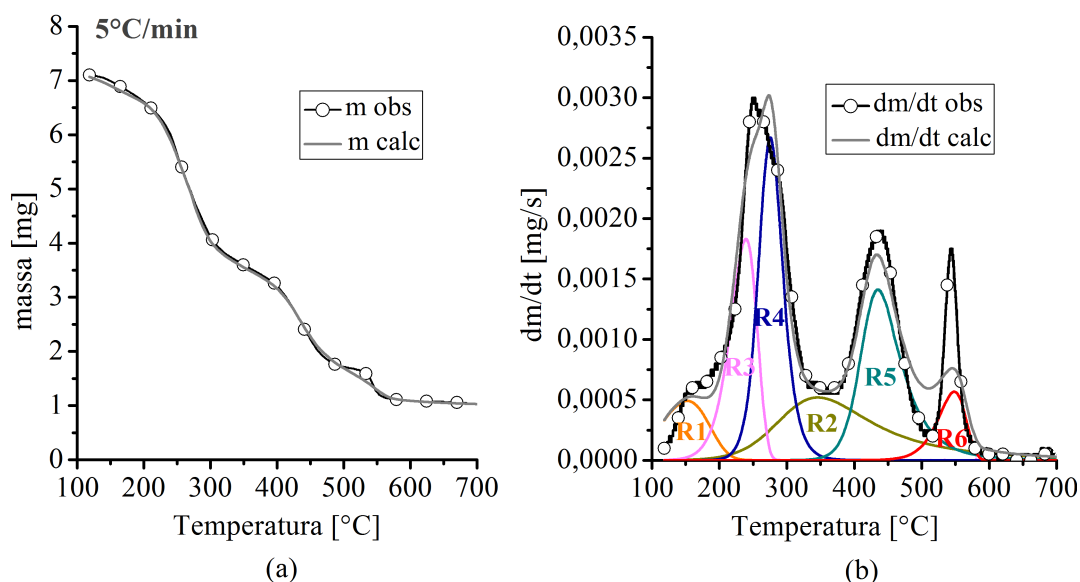 (a)
5°C/min
massa [mg]
8
7
6
5
4
3
2
1
0
m obs
m calc
100 200 300 400 500 600 700
Temperatura [°C]
(a)
(b)
dm/dt [mg/s]
0,0035
0,0030
0,0025
0,0020
0,0015
0,0010
0,0005
0,0000
dm/dt obs
dm/dt calc
R1
R3
R4
R2
R5
R6
100 200 300 400 500 600 700
Temperatura [°C]
(b)